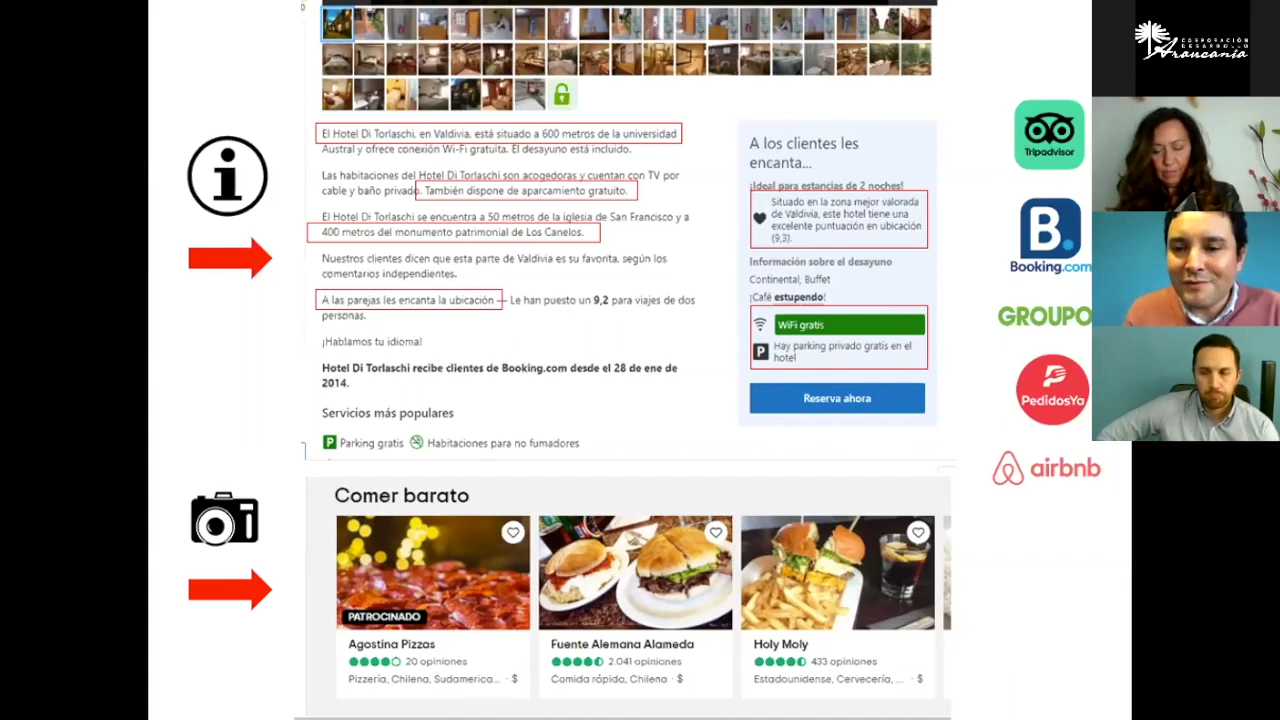 El Hotel Di Torlaschi, en Valdivia, está situado a 600 metros de la universidad
Austral y ofrece conexión Wi-Fi gratuita. El desayuno está incluido.
Las habitaciones del Hotel Di Torlaschi son acogedoras y cuentan con TV por
cable y baño privado. También dispone de aparcamiento gratuito.
El Hotel Di Torlaschi se encuentra a 50 metros de la iglesia de San Francisco y a
400 metros del monumento patrimonial de Los Canelos.
Nuestros clientes dicen que esta parte de Valdivia es su favorita, según los
comentarios independientes.
A las parejas les encanta la ubicación — Le han puesto un 9,2 para viajes de dos
personas.
¡Hablamos tu idioma!
Hotel Di Torlaschi recibe clientes de Booking.com desde el 28 de ene de
2014.
Servicios más populares
P Parking gratis Habitaciones para no fumadores
A los clientes les
encanta...
¡Ideal para estancias de 2 noches!
Situado en la zona mejor valorada
de Valdivia, este hotel tiene una
excelente puntuación en ubicación
(9,3).
Información sobre el desayuno
Continental, Buffet
¡Café estupendo!
WiFi gratis
P Hay parking privado gratis en el
hotel
Reserva ahora
Comer barato
PATROCINADO
Agostina Pizzas
20 opiniones
Pizzería, Chilena, Sudamerica... · $
Fuente Alemana Alameda
2.041 opiniones
Comida rápida, Chilena · $
Holy Moly
433 opiniones
Estadounidense, Cervecería, ... · $
Tripadvisor
B
Booking.com
GROUPO
PedidosYa
airbnb
CORPORACIÓN
DESARROLLO
Araucanía